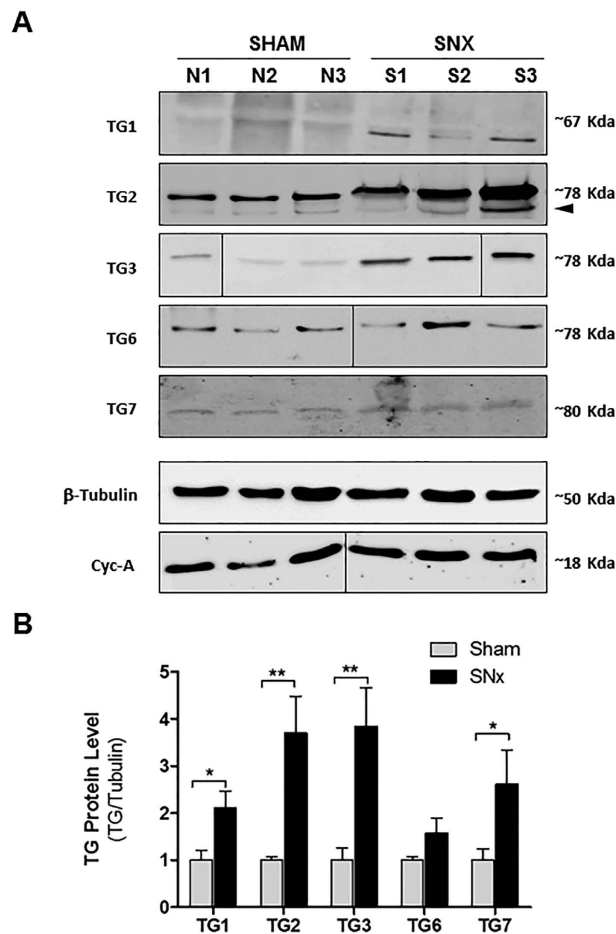 A
SHAM SNX
N1 N2 N3 S1 S2 S3
TG1 ~67 Kda
TG2 ~78 Kda
TG3 ~78 Kda
TG6 ~78 Kda
TG7 ~80 Kda
β-Tubulin ~50 Kda
Cyc-A ~18 Kda
B
Sham
SNx
TG Protein Level
(TG/Tubulin)
5
4
3
2
1
0
* ** ** *
TG1 TG2 TG3 TG6 TG7